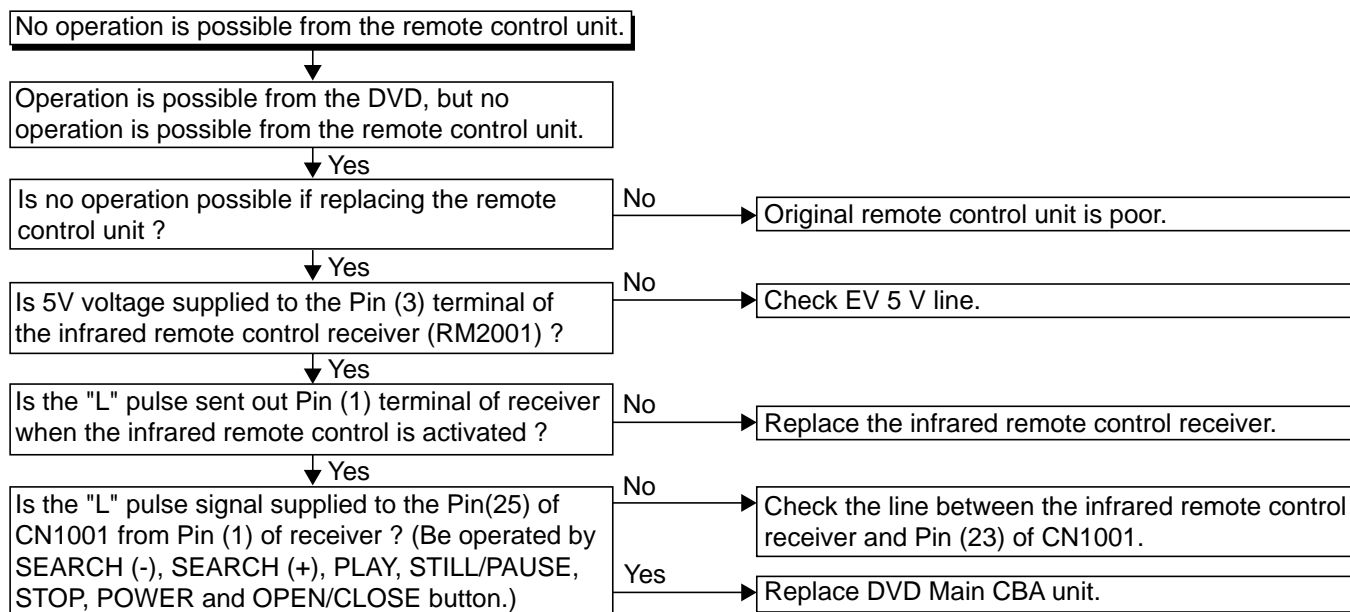 No operation is possible from the remote control unit.
Operation is possible from the DVD, but no
operation is possible from the remote control unit.
Yes
Is no operation possible if replacing the remote
control unit ?
No
Original remote control unit is poor.
Yes
Is 5V voltage supplied to the Pin (3) terminal of
the infrared remote control receiver (RM2001) ?
No
Check EV 5 V line.
Yes
Is the "L" pulse sent out Pin (1) terminal of receiver
when the infrared remote control is activated ?
No
Replace the infrared remote control receiver.
Yes
Is the "L" pulse signal supplied to the Pin(25) of
CN1001 from Pin (1) of receiver ? (Be operated by
SEARCH (-), SEARCH (+), PLAY, STILL/PAUSE,
STOP, POWER and OPEN/CLOSE button.)
No
Check the line between the infrared remote control
receiver and Pin (23) of CN1001.
Yes
Replace DVD Main CBA unit.